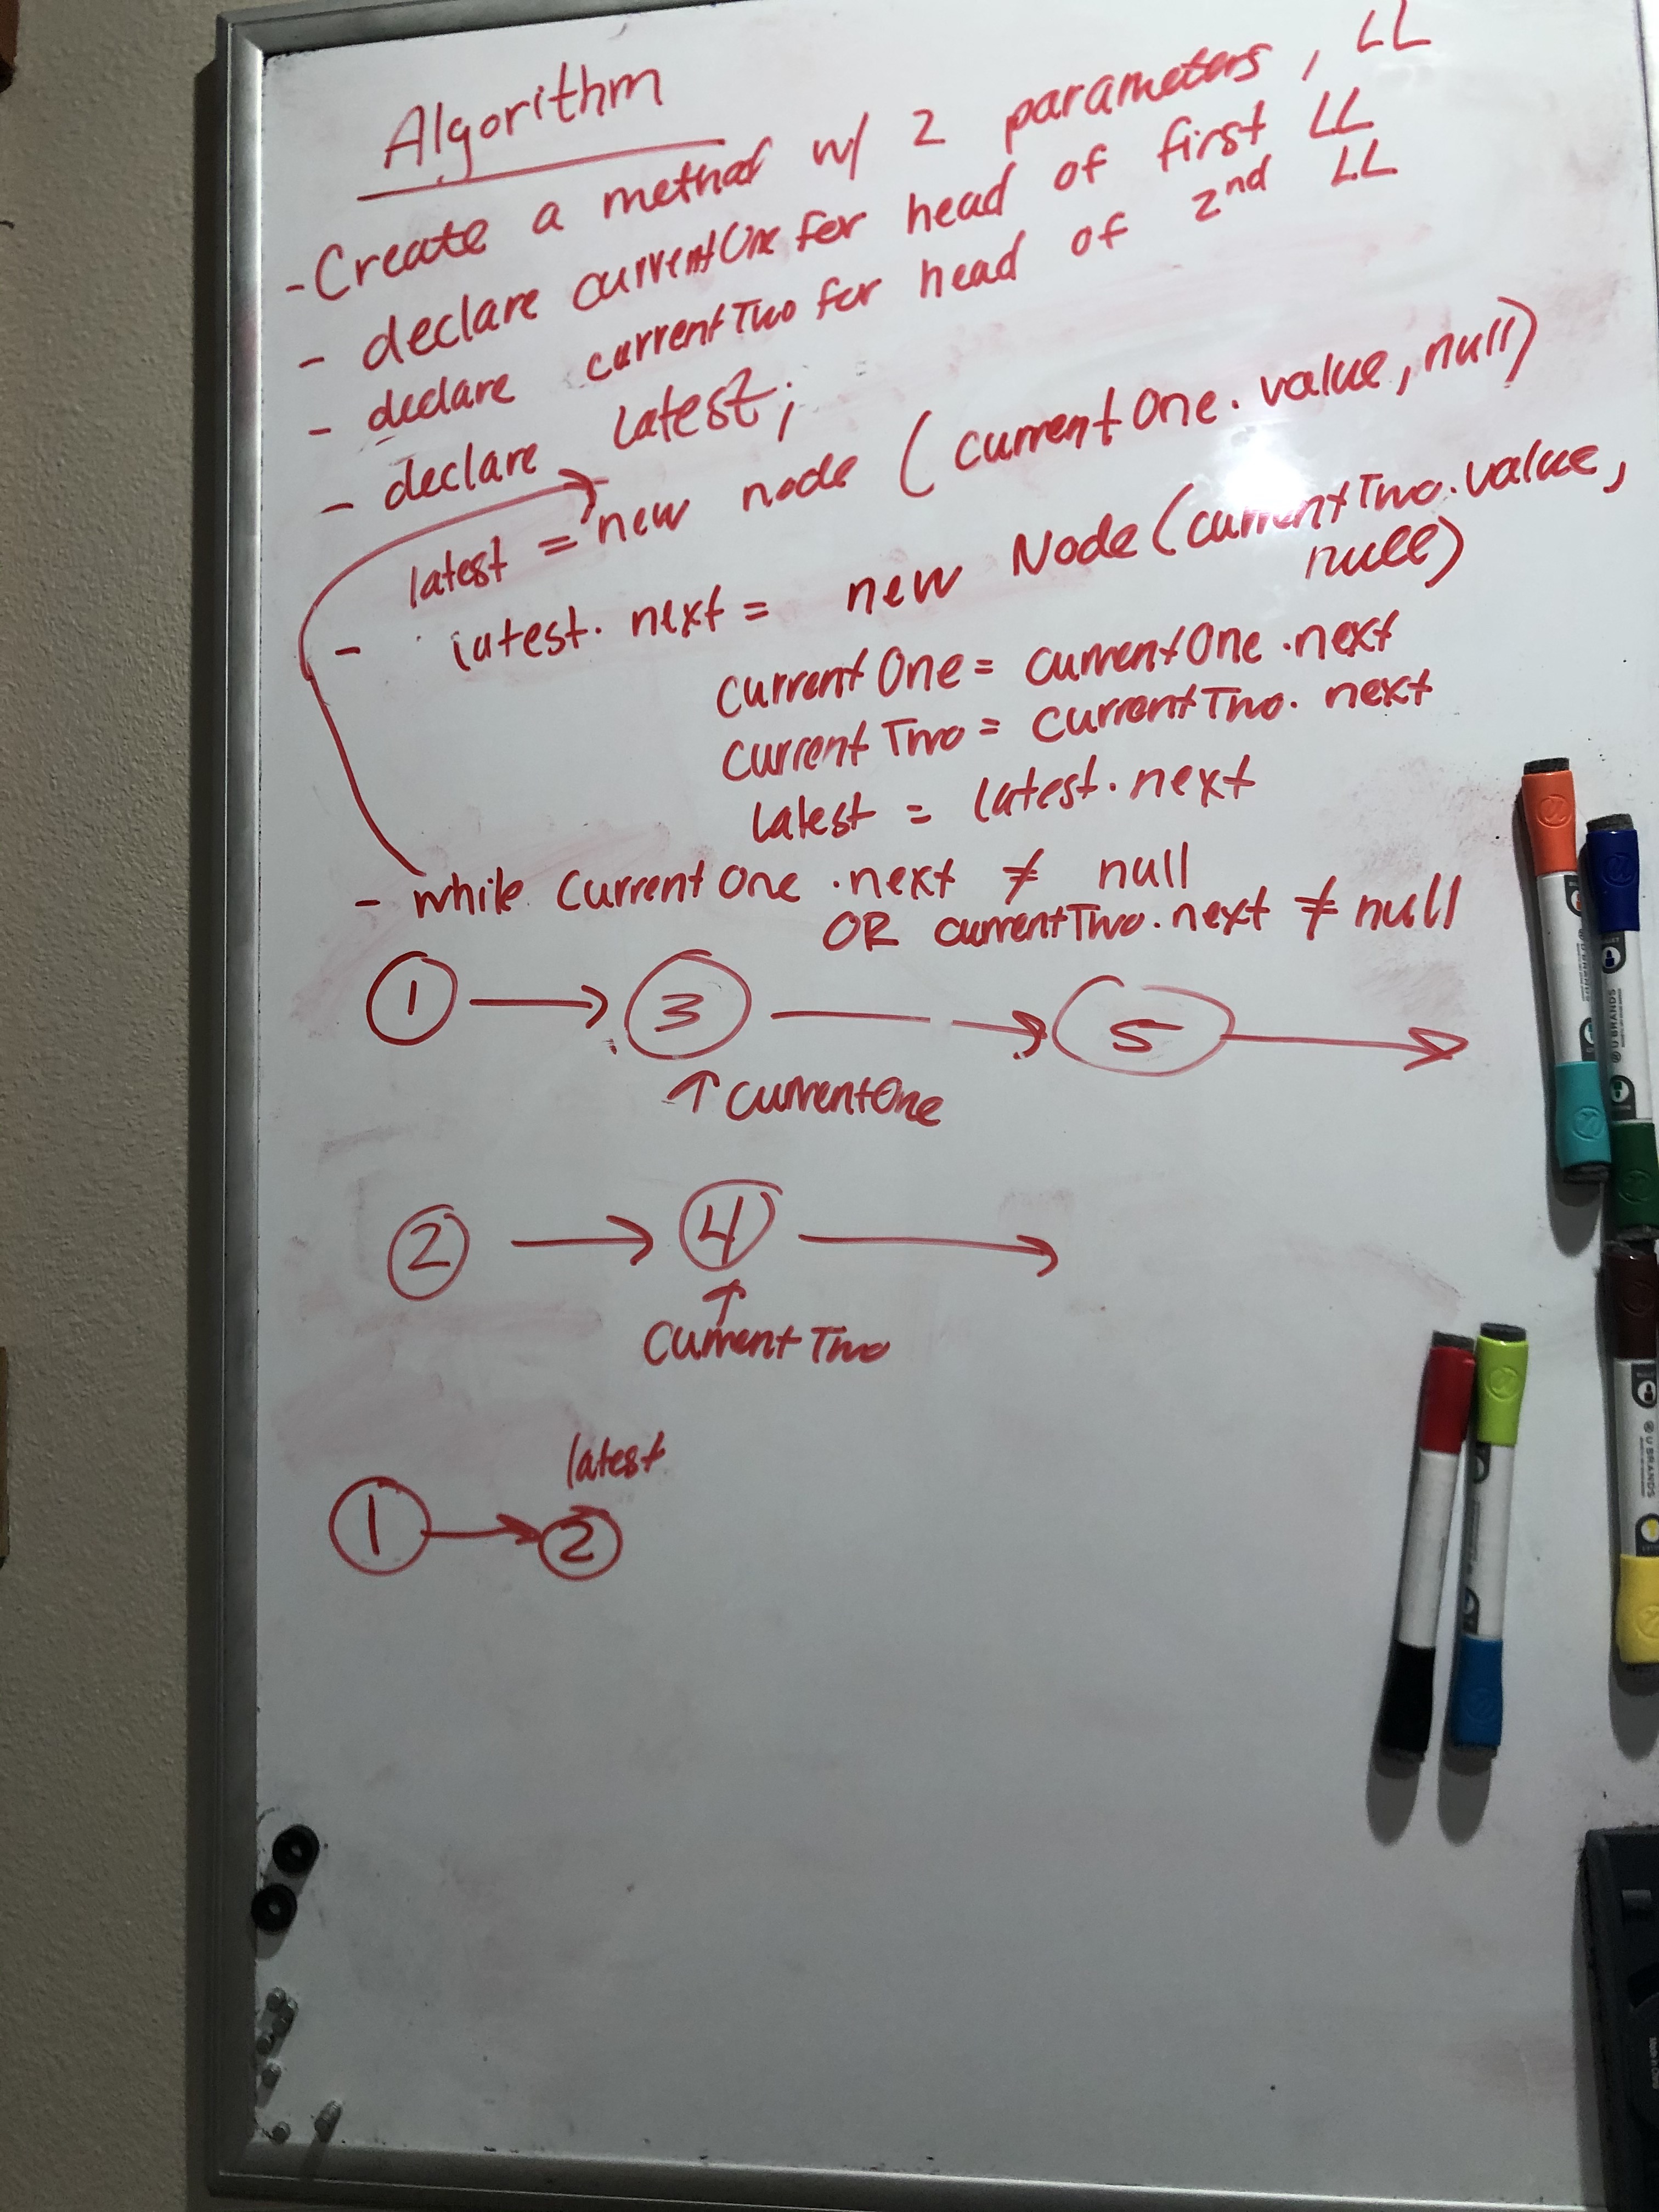 Algorithm
- Create a method w/ 2 parameters, LL
- declare currentOne for head of first LL
- declare currentTwo for head of 2nd LL
- declare latest;
latest = new node (currentOne.value, null)
- latest.next = new Node (currentTwo.value,
null)
currentOne = currentOne.next
currentTwo = currentTwo.next
latest = latest.next
- while currentOne.next ≠ null
OR currentTwo.next ≠ null
1 → 3 → 5 →
↑ currentOne
2 → 4 →
↑
currentTwo
latest
1 → 2
U BRANDS
U BRANDS
U BRANDS